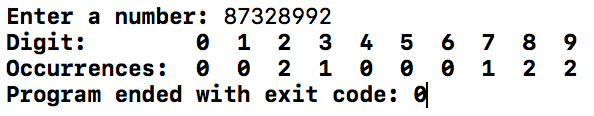 Enter a number: 87328992
Digit:        0  1  2  3  4  5  6  7  8  9
Occurrences:  0  0  2  1  0  0  0  1  2  2
Program ended with exit code: 0